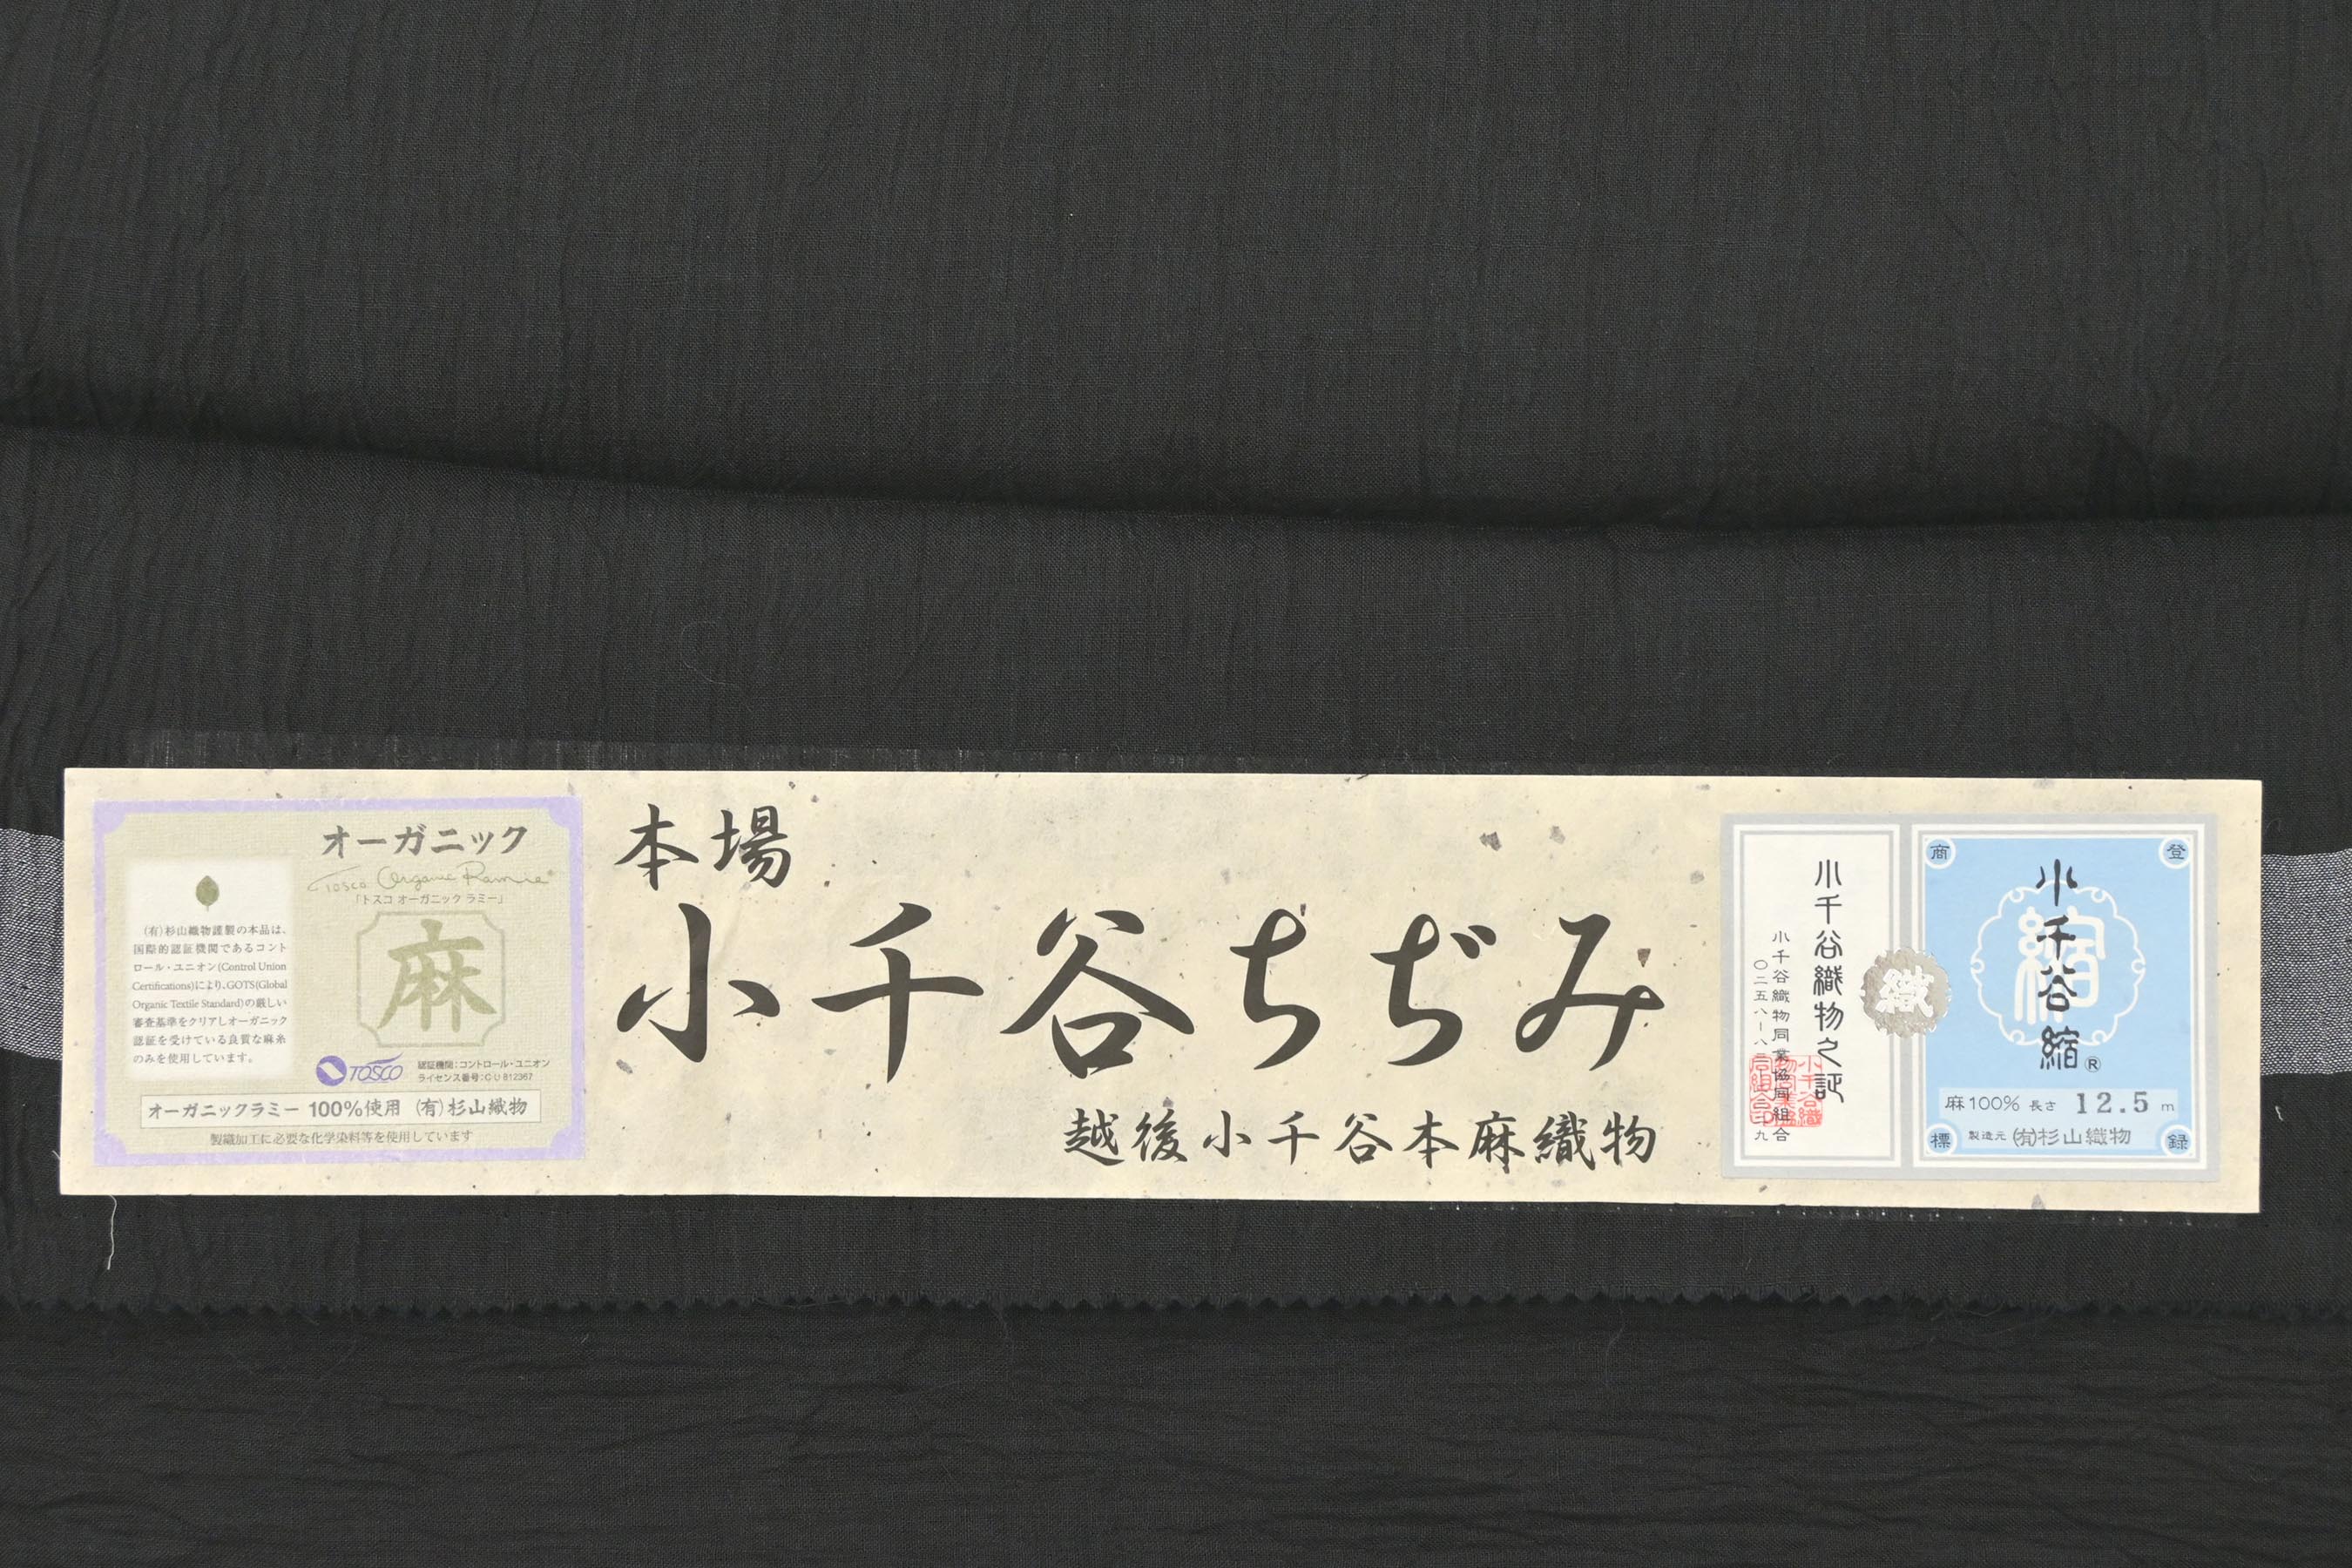 オーガニック
Tosco Organic Ramie
「トスコ オーガニック ラミー」
麻
(有)杉山織物謹製の本品は、
国際的認証機関であるコント
ロール・ユニオン(Control Union
Certifications)により、GOTS(Global
Organic Textile Standard)の厳しい
審査基準をクリアしオーガニック
認証を受けている良質な麻糸
のみを使用しています。
TOSCO
認証機関:コントロール・ユニオン
ライセンス番号:CU 812367
オーガニックラミー 100%使用 (有)杉山織物
製織加工に必要な化学染料等を使用しています
本場
小千谷ちぢみ
越後小千谷本麻織物
小千谷織物之証
小千谷織物同業協同組合
織
商
登
標
録
縮
小千谷縮®
麻100% 長さ 12.5 m
製造元 (有)杉山織物